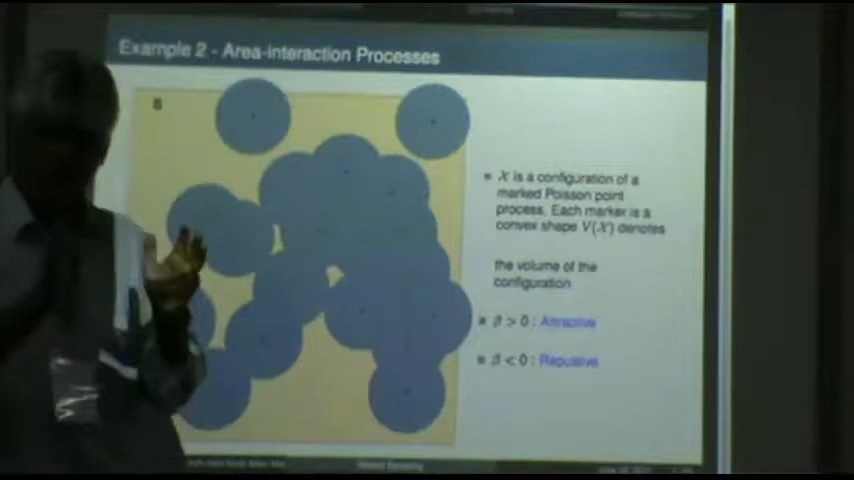 Example 2 - Area-interaction Processes
S
X is a configuration of a
marked Poisson point
process. Each marker is a
convex shape V(X) denotes
the volume of the
configuration
β > 0 : Attractive
β < 0 : Repulsive